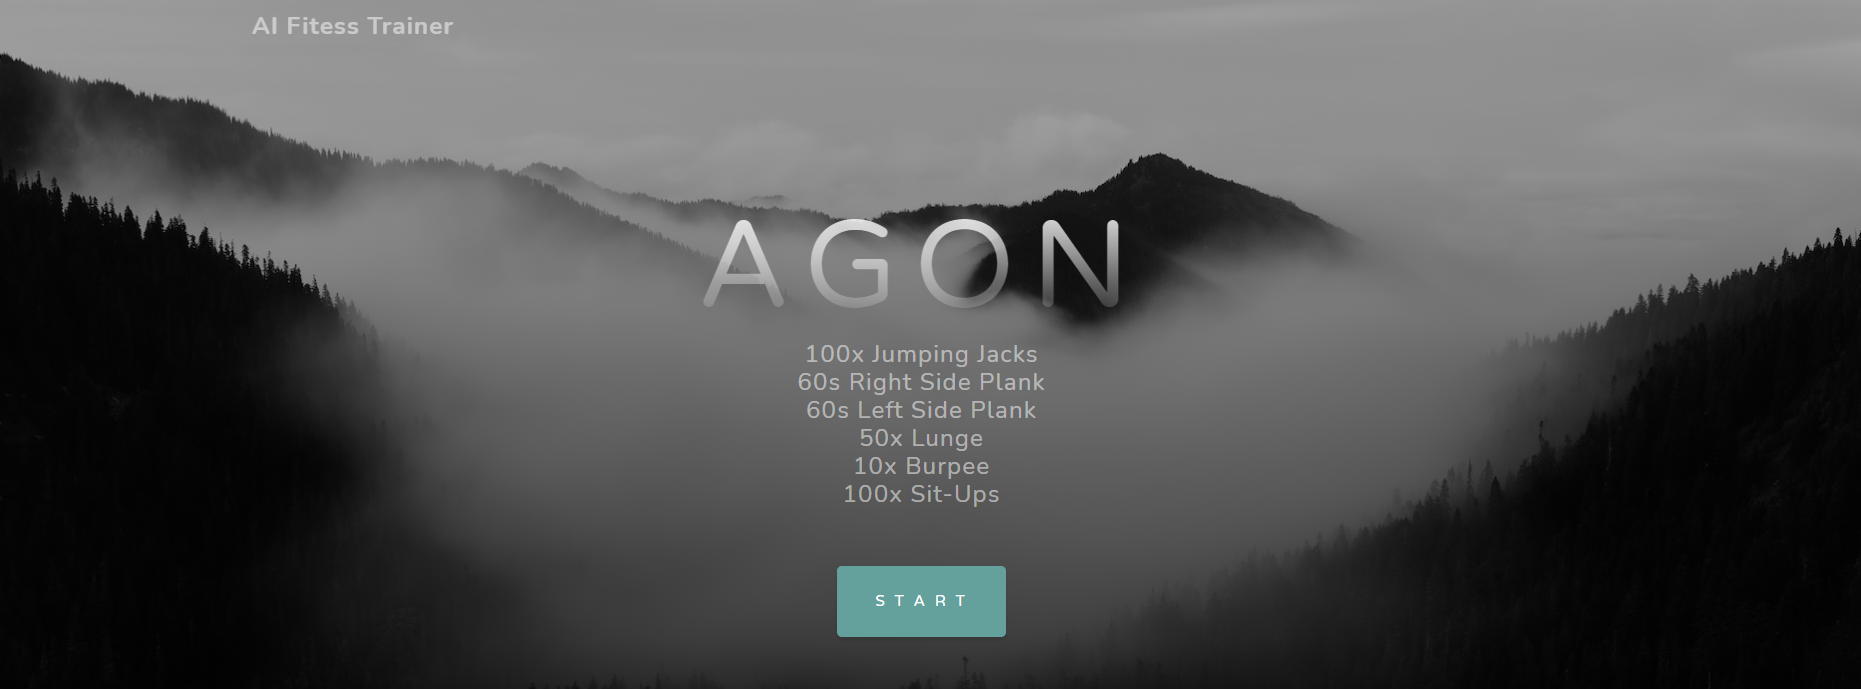 AI Fitess Trainer
AGON
100x Jumping Jacks
60s Right Side Plank
60s Left Side Plank
50x Lunge
10x Burpee
100x Sit-Ups
START